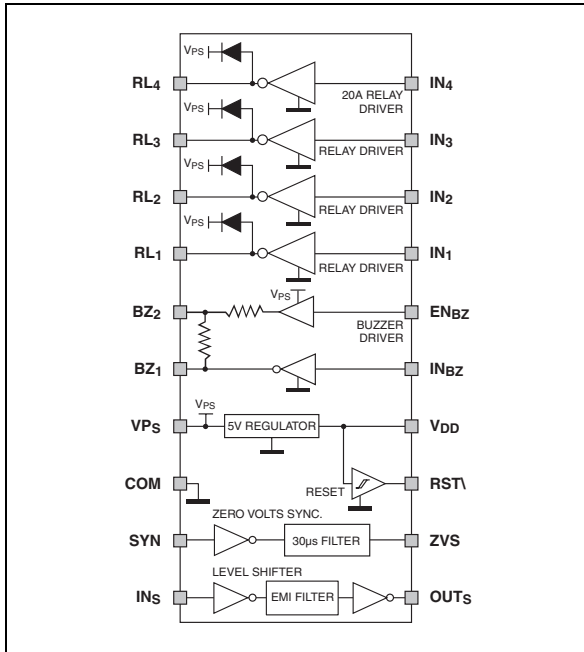 VPS
RL4 IN4
20A RELAY
DRIVER
VPS
RL3 IN3
RELAY DRIVER
VPS
RL2 IN2
RELAY DRIVER
VPS
RL1 IN1
RELAY DRIVER
VPS
BZ2 ENBZ
BUZZER
DRIVER
BZ1 INBZ
VPS
VPS 5V REGULATOR VDD
COM RESET RST\
ZERO VOLTS SYNC.
SYN 30µs FILTER ZVS
LEVEL SHIFTER
INS EMI FILTER OUTS